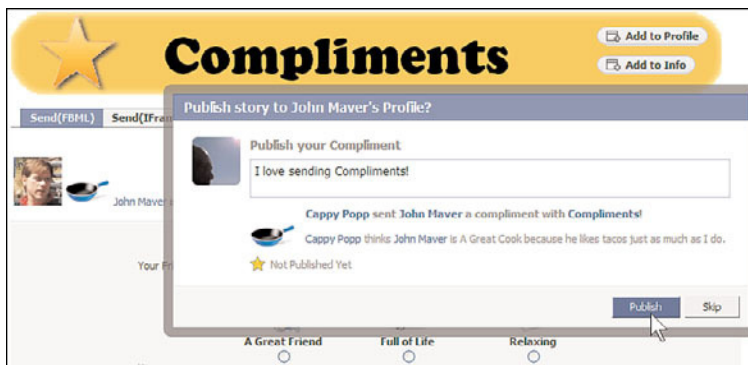 Compliments
Add to Profile
Add to Info
Send(FBML) Send(IFra
Publish story to John Maver's Profile?
Publish your Compliment
I love sending Compliments!
John Maver
Cappy Popp sent John Maver a compliment with Compliments!
Cappy Popp thinks John Maver is A Great Cook because he likes tacos just as much as I do.
Your Fri
Not Published Yet
Publish Skip
A Great Friend Full of Life Relaxing